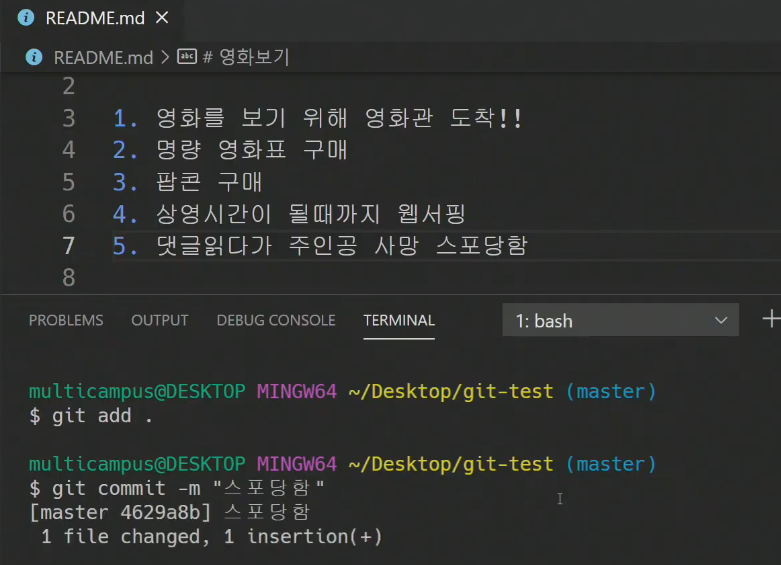 README.md
README.md > # 영화보기
2
3 1. 영화를 보기 위해 영화관 도착!!
4 2. 명량 영화표 구매
5 3. 팝콘 구매
6 4. 상영시간이 될때까지 웹서핑
7 5. 댓글읽다가 주인공 사망 스포당함
8
PROBLEMS OUTPUT DEBUG CONSOLE TERMINAL 1: bash
multicampus@DESKTOP MINGW64 ~/Desktop/git-test (master)
$ git add .
multicampus@DESKTOP MINGW64 ~/Desktop/git-test (master)
$ git commit -m "스포당함"
[master 4629a8b] 스포당함
1 file changed, 1 insertion(+)